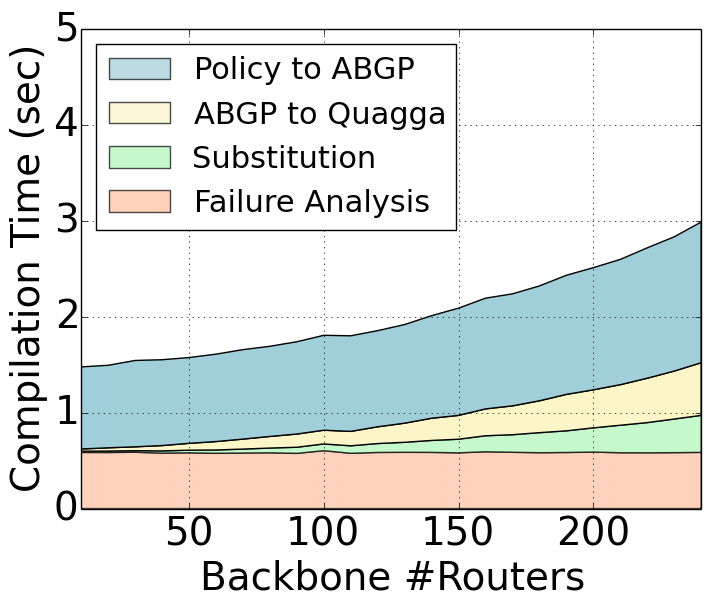 5
4
3
2
1
0
Compilation Time (sec)
Policy to ABGP
ABGP to Quagga
Substitution
Failure Analysis
50 100 150 200
Backbone #Routers